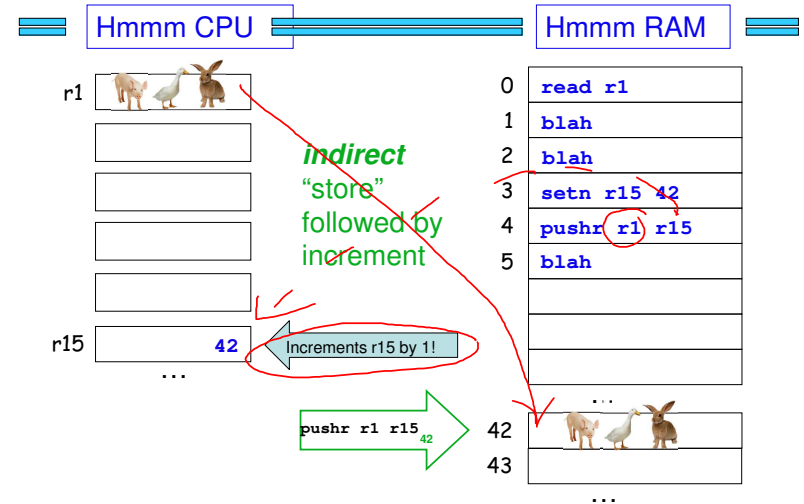 Hmmm CPU
Hmmm RAM
r1
r15
42
...
indirect
“store”
followed by
increment
Increments r15 by 1!
pushr r1 r15 42
0 read r1
1 blah
2 blah
3 setn r15 42
4 pushr r1 r15
5 blah
...
42
43
...